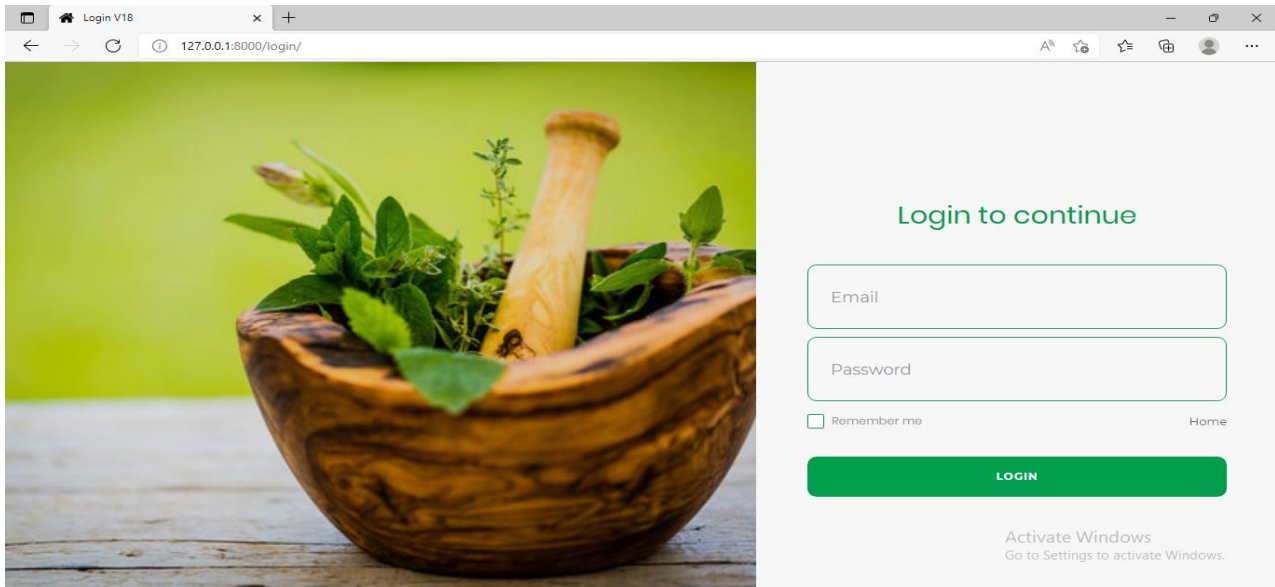 Login V18
127.0.0.1:8000/login/
Login to continue
Email
Password
Remember me Home
LOGIN
Activate Windows
Go to Settings to activate Windows.